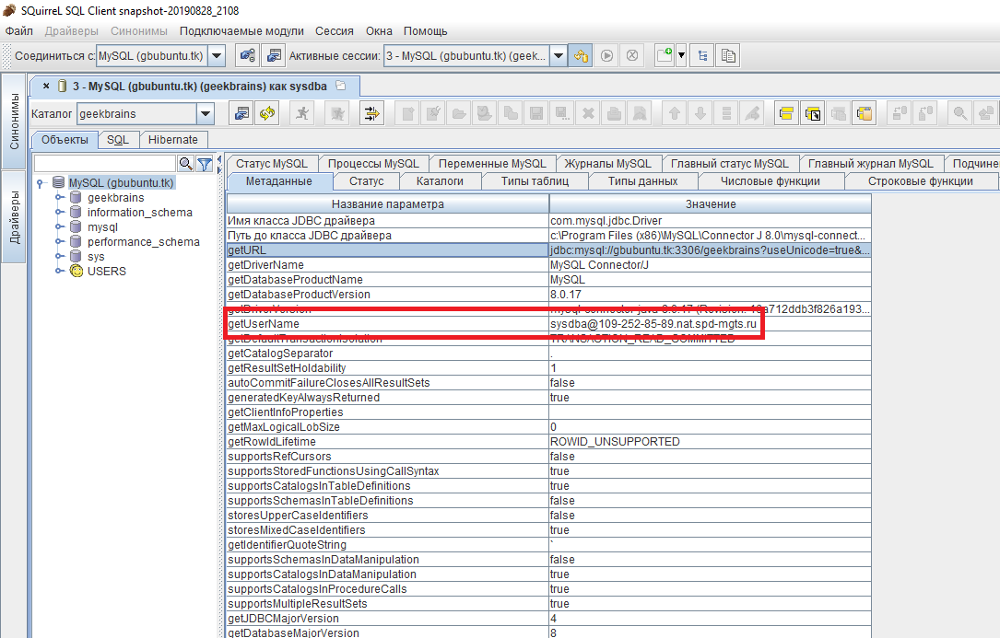 SQuirreL SQL Client snapshot-20190828_2108
Файл Драйверы Синонимы Подключаемые модули Сессия Окна Помощь
Соединиться с: MySQL (gbubuntu.tk) Активные сессии: 3 - MySQL (gbubuntu.tk) (geek...
3 - MySQL (gbubuntu.tk) (geekbrains) как sysdba
Каталог geekbrains
Синонимы
Драйверы
Объекты SQL Hibernate
MySQL (gbubuntu.tk)
geekbrains
information_schema
mysql
performance_schema
sys
USERS
Статус MySQL Процессы MySQL Переменные MySQL Журналы MySQL Главный статус MySQL Главный журнал MySQL Подчине
Метаданные Статус Каталоги Типы таблиц Типы данных Числовые функции Строковые функции
Название параметра Значение
Имя класса JDBC драйвера com.mysql.jdbc.Driver
Путь до класса JDBC драйвера c:\Program Files (x86)\MySQL\Connector J 8.0\mysql-connect...
getURL jdbc:mysql://gbubuntu.tk:3306/geekbrains?useUnicode=true&...
getDriverName MySQL Connector/J
getDatabaseProductName MySQL
getDatabaseProductVersion 8.0.17
getDriverVersion mysql-connector-java-8.0.17 (Revision: 16a712ddb3f826a193...
getUserName sysdba@109-252-85-89.nat.spd-mgts.ru
getDefaultTransactionIsolation TRANSACTION_READ_COMMITTED
getCatalogSeparator .
getResultSetHoldability 1
autoCommitFailureClosesAllResultSets false
generatedKeyAlwaysReturned true
getClientInfoProperties
getMaxLogicalLobSize 0
getRowIdLifetime ROWID_UNSUPPORTED
supportsRefCursors false
supportsStoredFunctionsUsingCallSyntax true
supportsCatalogsInTableDefinitions true
supportsSchemasInTableDefinitions false
storesUpperCaseIdentifiers false
storesMixedCaseIdentifiers true
getIdentifierQuoteString `
supportsSchemasInDataManipulation false
supportsCatalogsInDataManipulation true
supportsCatalogsInProcedureCalls true
supportsMultipleResultSets true
getJDBCMajorVersion 4
getDatabaseMajorVersion 8